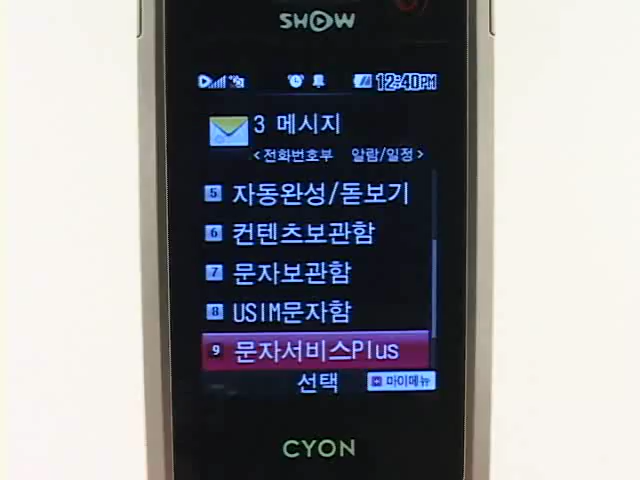 SHOW
12:40PM
3 메시지
<전화번호부 알람/일정>
5 자동완성/돋보기
6 컨텐츠보관함
7 문자보관함
8 USIM문자함
9 문자서비스Plus
선택 마이메뉴
CYON